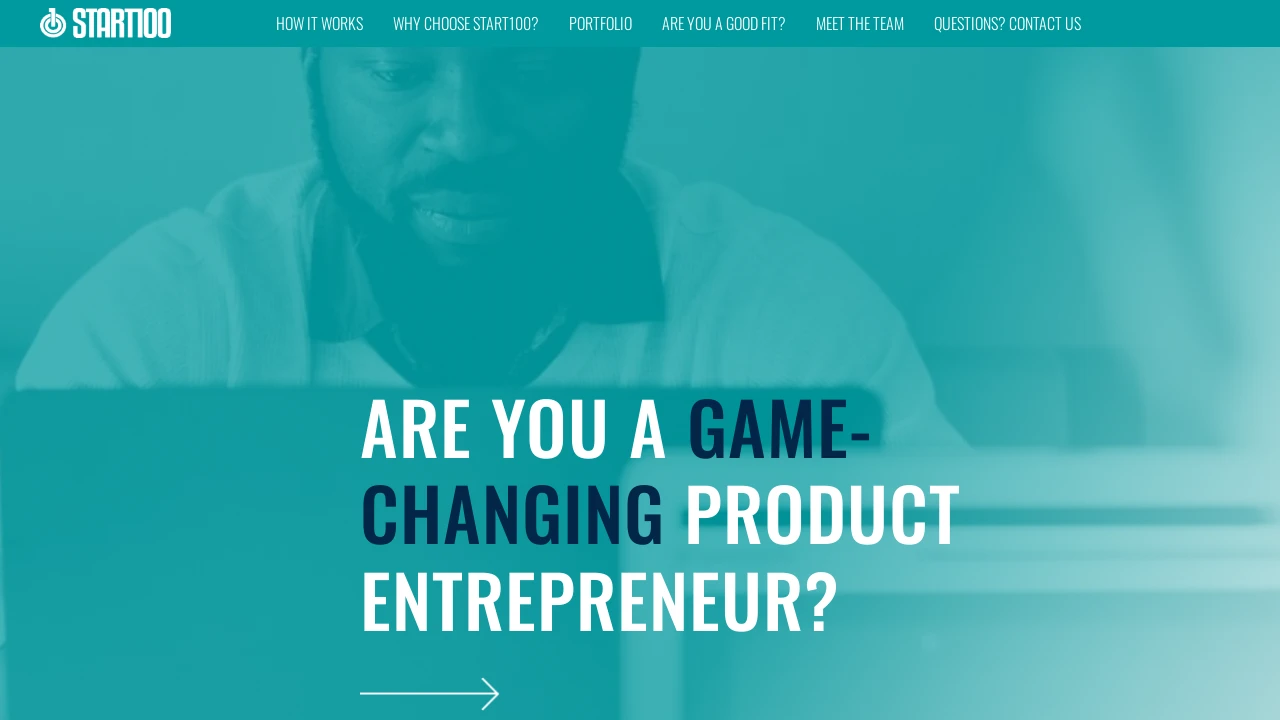 START100
HOW IT WORKS
WHY CHOOSE START100?
PORTFOLIO
ARE YOU A GOOD FIT?
MEET THE TEAM
QUESTIONS? CONTACT US
ARE YOU A GAME-
CHANGING PRODUCT
ENTREPRENEUR?